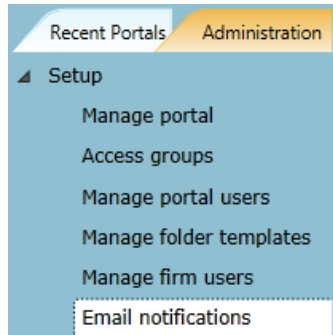 Recent Portals Administration
Setup
Manage portal
Access groups
Manage portal users
Manage folder templates
Manage firm users
Email notifications